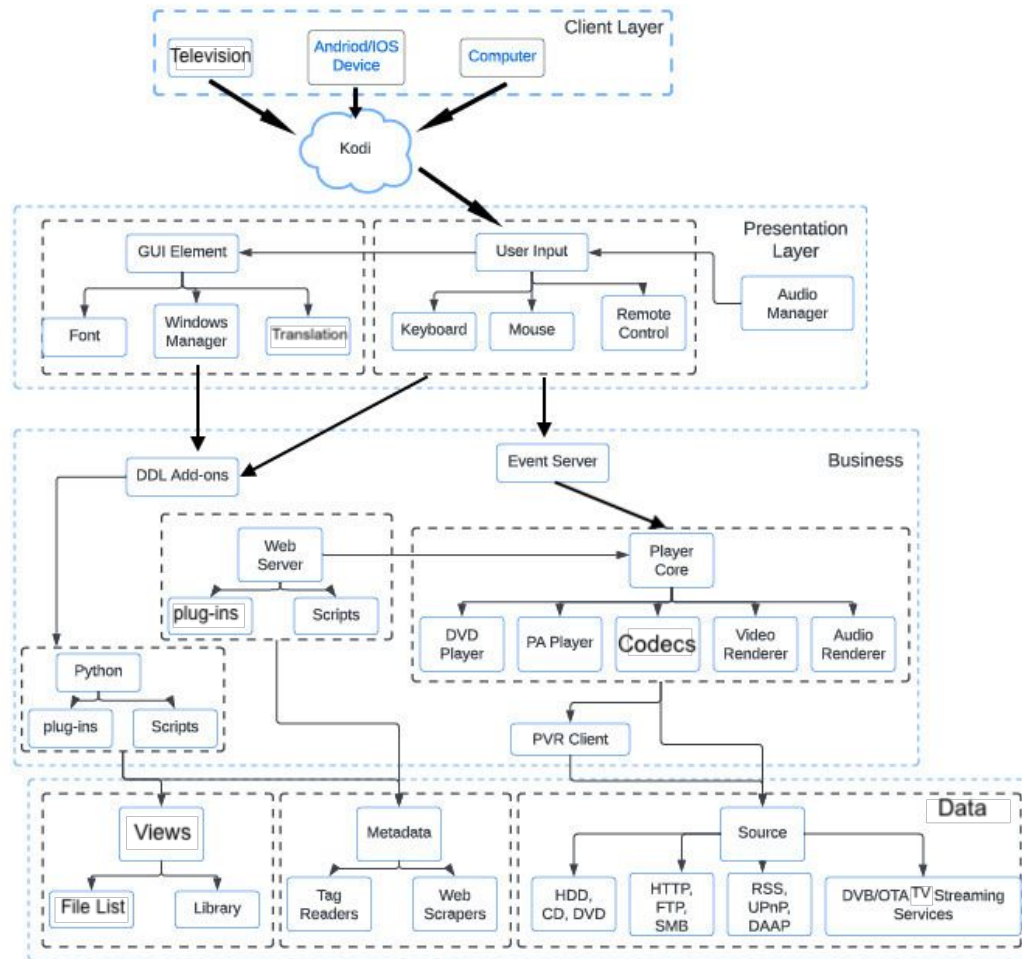 Client Layer
Television
Andriod/IOS
Device
Computer
Kodi
Presentation
Layer
GUI Element
User Input
Audio
Manager
Font
Windows
Manager
Translation
Keyboard
Mouse
Remote
Control
Business
DDL Add-ons
Event Server
Web
Server
plug-ins
Scripts
Player
Core
DVD
Player
PA Player
Codecs
Video
Renderer
Audio
Renderer
Python
plug-ins
Scripts
PVR Client
Data
Views
File List
Library
Metadata
Tag
Readers
Web
Scrapers
Source
HDD,
CD, DVD
HTTP,
FTP,
SMB
RSS,
UPnP,
DAAP
DVB/OTA TV Streaming
Services